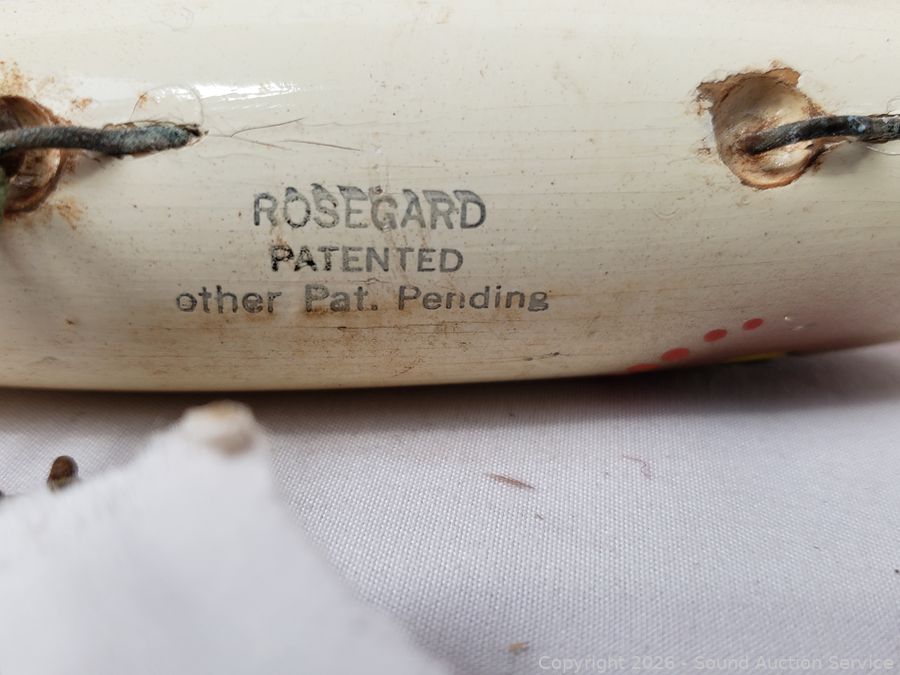 ROSEGARD
PATENTED
other Pat. Pending
Copyright 2026 - Sound Auction Service